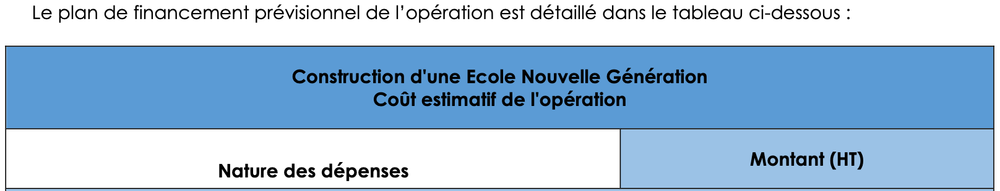 Le plan de financement prévisionnel de l’opération est détaillé dans le tableau ci-dessous :
Construction d'une Ecole Nouvelle Génération
Coût estimatif de l'opération
Nature des dépenses
Montant (HT)